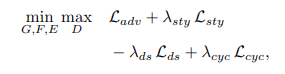 min max L_adv + λ_sty L_sty
G,F,E D
− λ_ds L_ds + λ_cyc L_cyc,